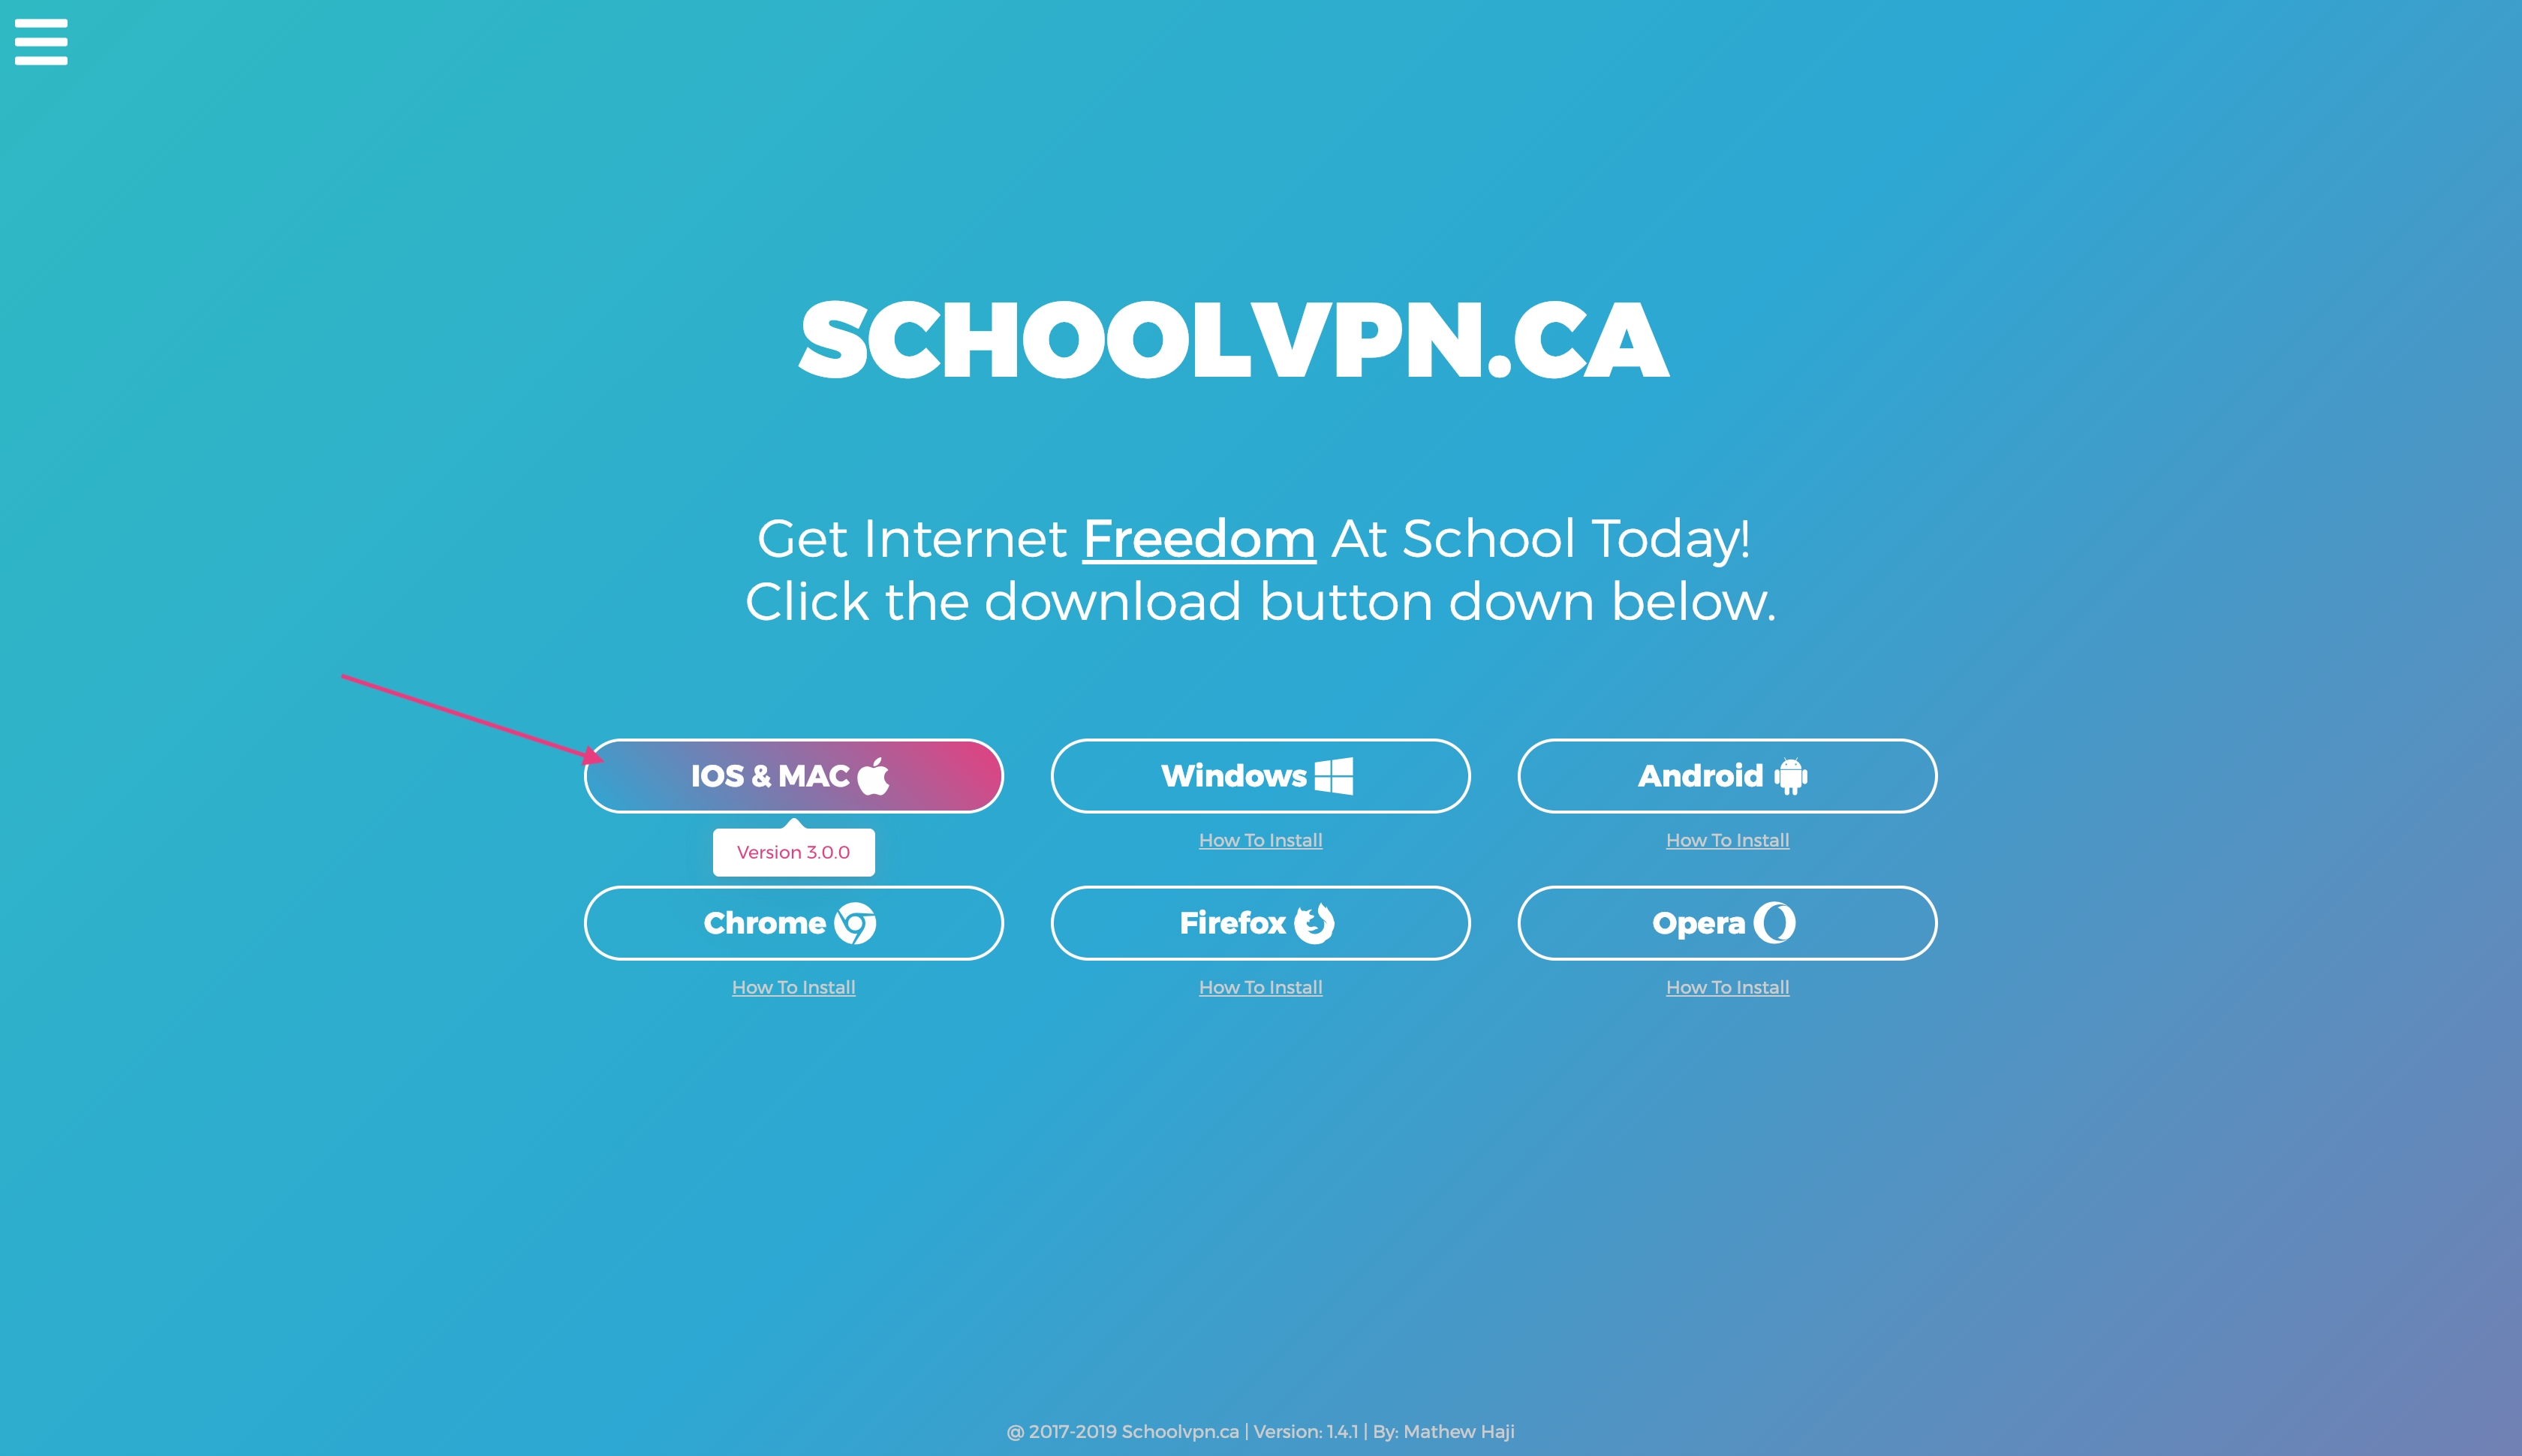 SCHOOLVPN.CA
Get Internet Freedom At School Today!
Click the download button down below.
IOS & MAC
Windows
Android
Version 3.0.0
How To Install
How To Install
Chrome
Firefox
Opera
How To Install
How To Install
How To Install
@ 2017-2019 Schoolvpn.ca | Version: 1.4.1 | By: Mathew Haji